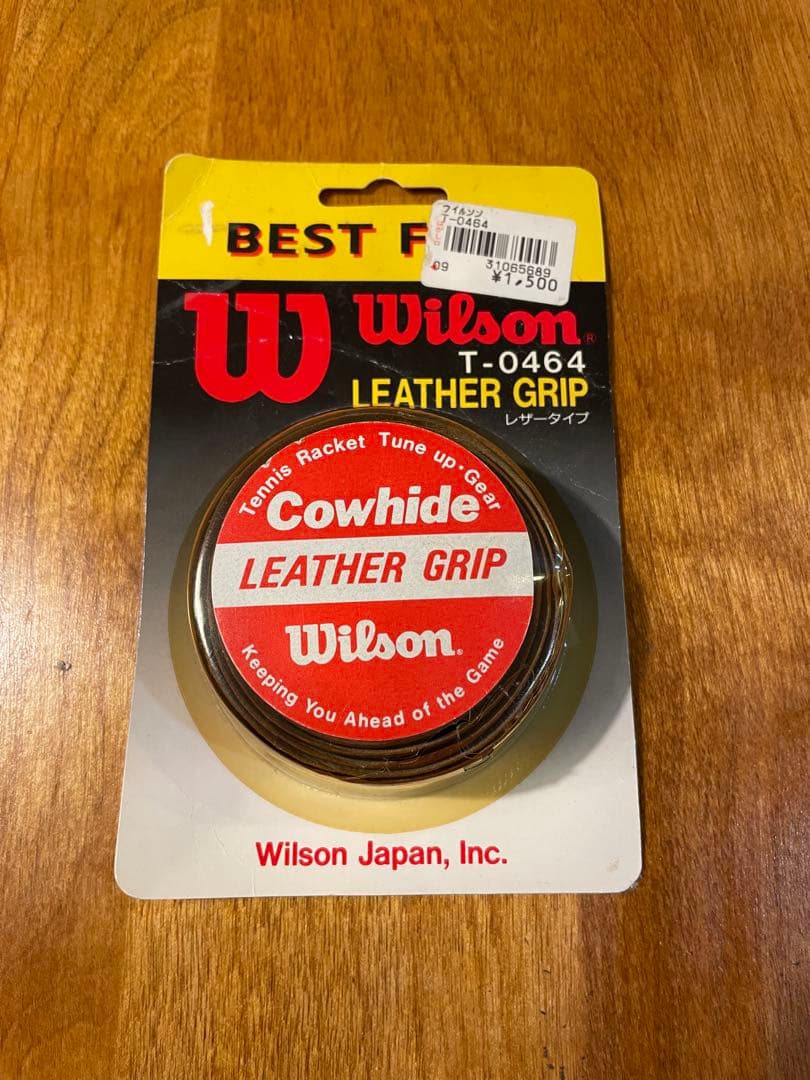 BEST F
ワイルソン
T-0464
09 31065689
¥1,500
W Wilson®
T-0464
LEATHER GRIP
レザータイプ
Tennis Racket Tune up・Gear
Cowhide
LEATHER GRIP
Wilson®
Keeping You Ahead of the Game
Wilson Japan, Inc.